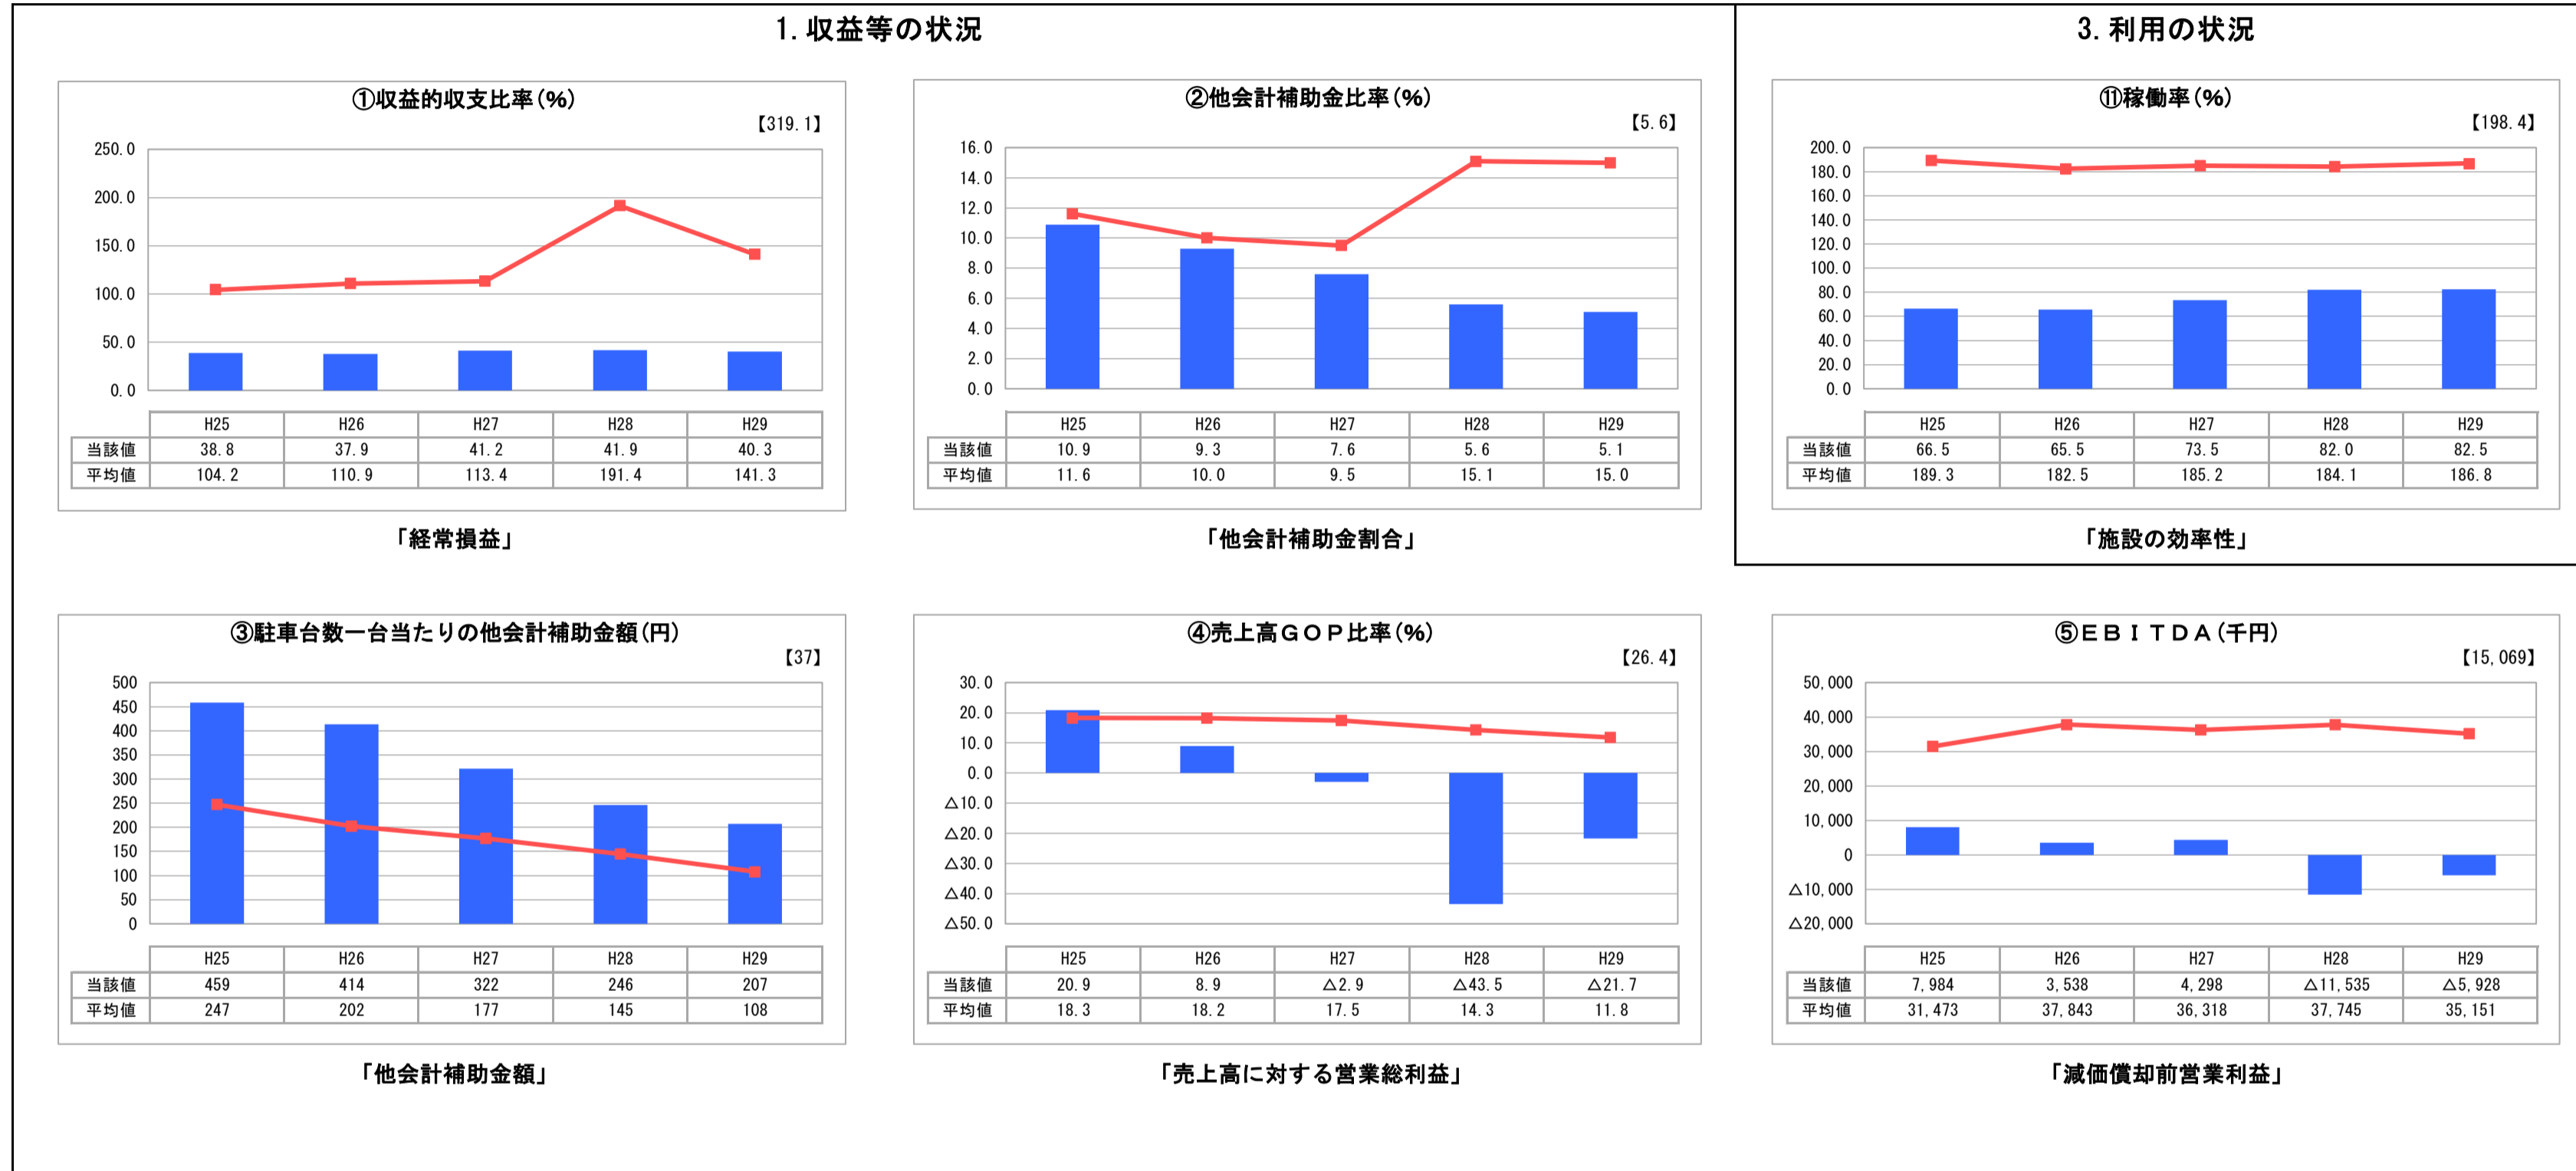 1. 収益等の状況
3. 利用の状況
①収益的収支比率(%)
【319.1】
250.0
200.0
150.0
100.0
50.0
0.0
H25 H26 H27 H28 H29
当該値 38.8 37.9 41.2 41.9 40.3
平均値 104.2 110.9 113.4 191.4 141.3
「経常損益」
②他会計補助金比率(%)
【5.6】
16.0
14.0
12.0
10.0
8.0
6.0
4.0
2.0
0.0
H25 H26 H27 H28 H29
当該値 10.9 9.3 7.6 5.6 5.1
平均値 11.6 10.0 9.5 15.1 15.0
「他会計補助金割合」
⑪稼働率(%)
【198.4】
200.0
180.0
160.0
140.0
120.0
100.0
80.0
60.0
40.0
20.0
0.0
H25 H26 H27 H28 H29
当該値 66.5 65.5 73.5 82.0 82.5
平均値 189.3 182.5 185.2 184.1 186.8
「施設の効率性」
③駐車台数一台当たりの他会計補助金額(円)
【37】
500
450
400
350
300
250
200
150
100
50
0
H25 H26 H27 H28 H29
当該値 459 414 322 246 207
平均値 247 202 177 145 108
「他会計補助金額」
④売上高ＧＯＰ比率(%)
【26.4】
30.0
20.0
10.0
0.0
△10.0
△20.0
△30.0
△40.0
△50.0
H25 H26 H27 H28 H29
当該値 20.9 8.9 △2.9 △43.5 △21.7
平均値 18.3 18.2 17.5 14.3 11.8
「売上高に対する営業総利益」
⑤ＥＢＩＴＤＡ(千円)
【15,069】
50,000
40,000
30,000
20,000
10,000
0
△10,000
△20,000
H25 H26 H27 H28 H29
当該値 7,984 3,538 4,298 △11,535 △5,928
平均値 31,473 37,843 36,318 37,745 35,151
「減価償却前営業利益」